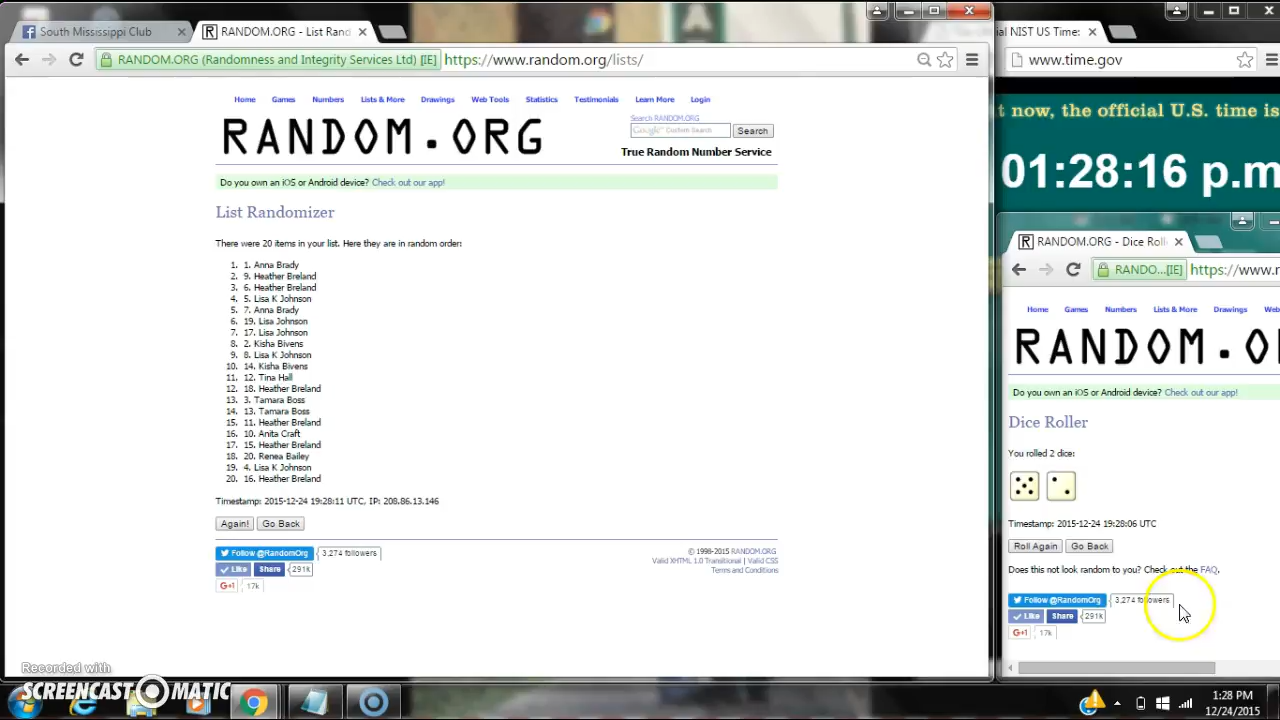 South Mississippi Club
RANDOM.ORG - List Rand
ial NIST US Time:
RANDOM.ORG (Randomness and Integrity Services Ltd) [IE]
https://www.random.org/lists/
www.time.gov
Home Games Numbers Lists & More Drawings Web Tools Statistics Testimonials Learn More Login
Search RANDOM.ORG
RANDOM.ORG
Google Custom Search
Search
True Random Number Service
Do you own an iOS or Android device? Check out our app!
List Randomizer
There were 20 items in your list. Here they are in random order:
1. 1. Anna Brady
2. 9. Heather Breland
3. 6. Heather Breland
4. 5. Lisa K Johnson
5. 7. Anna Brady
6. 19. Lisa Johnson
7. 17. Lisa Johnson
8. 2. Kisha Bivens
9. 8. Lisa K Johnson
10. 14. Kisha Bivens
11. 12. Tina Hall
12. 18. Heather Breland
13. 3. Tamara Boss
14. 13. Tamara Boss
15. 11. Heather Breland
16. 10. Anita Craft
17. 15. Heather Breland
18. 20. Renea Bailey
19. 4. Lisa K Johnson
20. 16. Heather Breland
Timestamp: 2015-12-24 19:28:11 UTC, IP: 208.86.13.146
Again! Go Back
Follow @RandomOrg 3,274 followers
Like Share 291k
G+1 17k
© 1998-2015 RANDOM.ORG
Valid XHTML 1.0 Transitional | Valid CSS
Terms and Conditions
t now, the official U.S. time is
01:28:16 p.m
RANDOM.ORG - Dice Roll
RANDO...[IE] https://www.r
Home Games Numbers Lists & More Drawings Web
RANDOM.O
Do you own an iOS or Android device? Check out our app!
Dice Roller
You rolled 2 dice:
Timestamp: 2015-12-24 19:28:06 UTC
Roll Again Go Back
Does this not look random to you? Check out the FAQ.
Follow @RandomOrg 3,274 followers
Like Share 291k
G+1 17k
Recorded with
SCREENCAST-O-MATIC
1:28 PM
12/24/2015